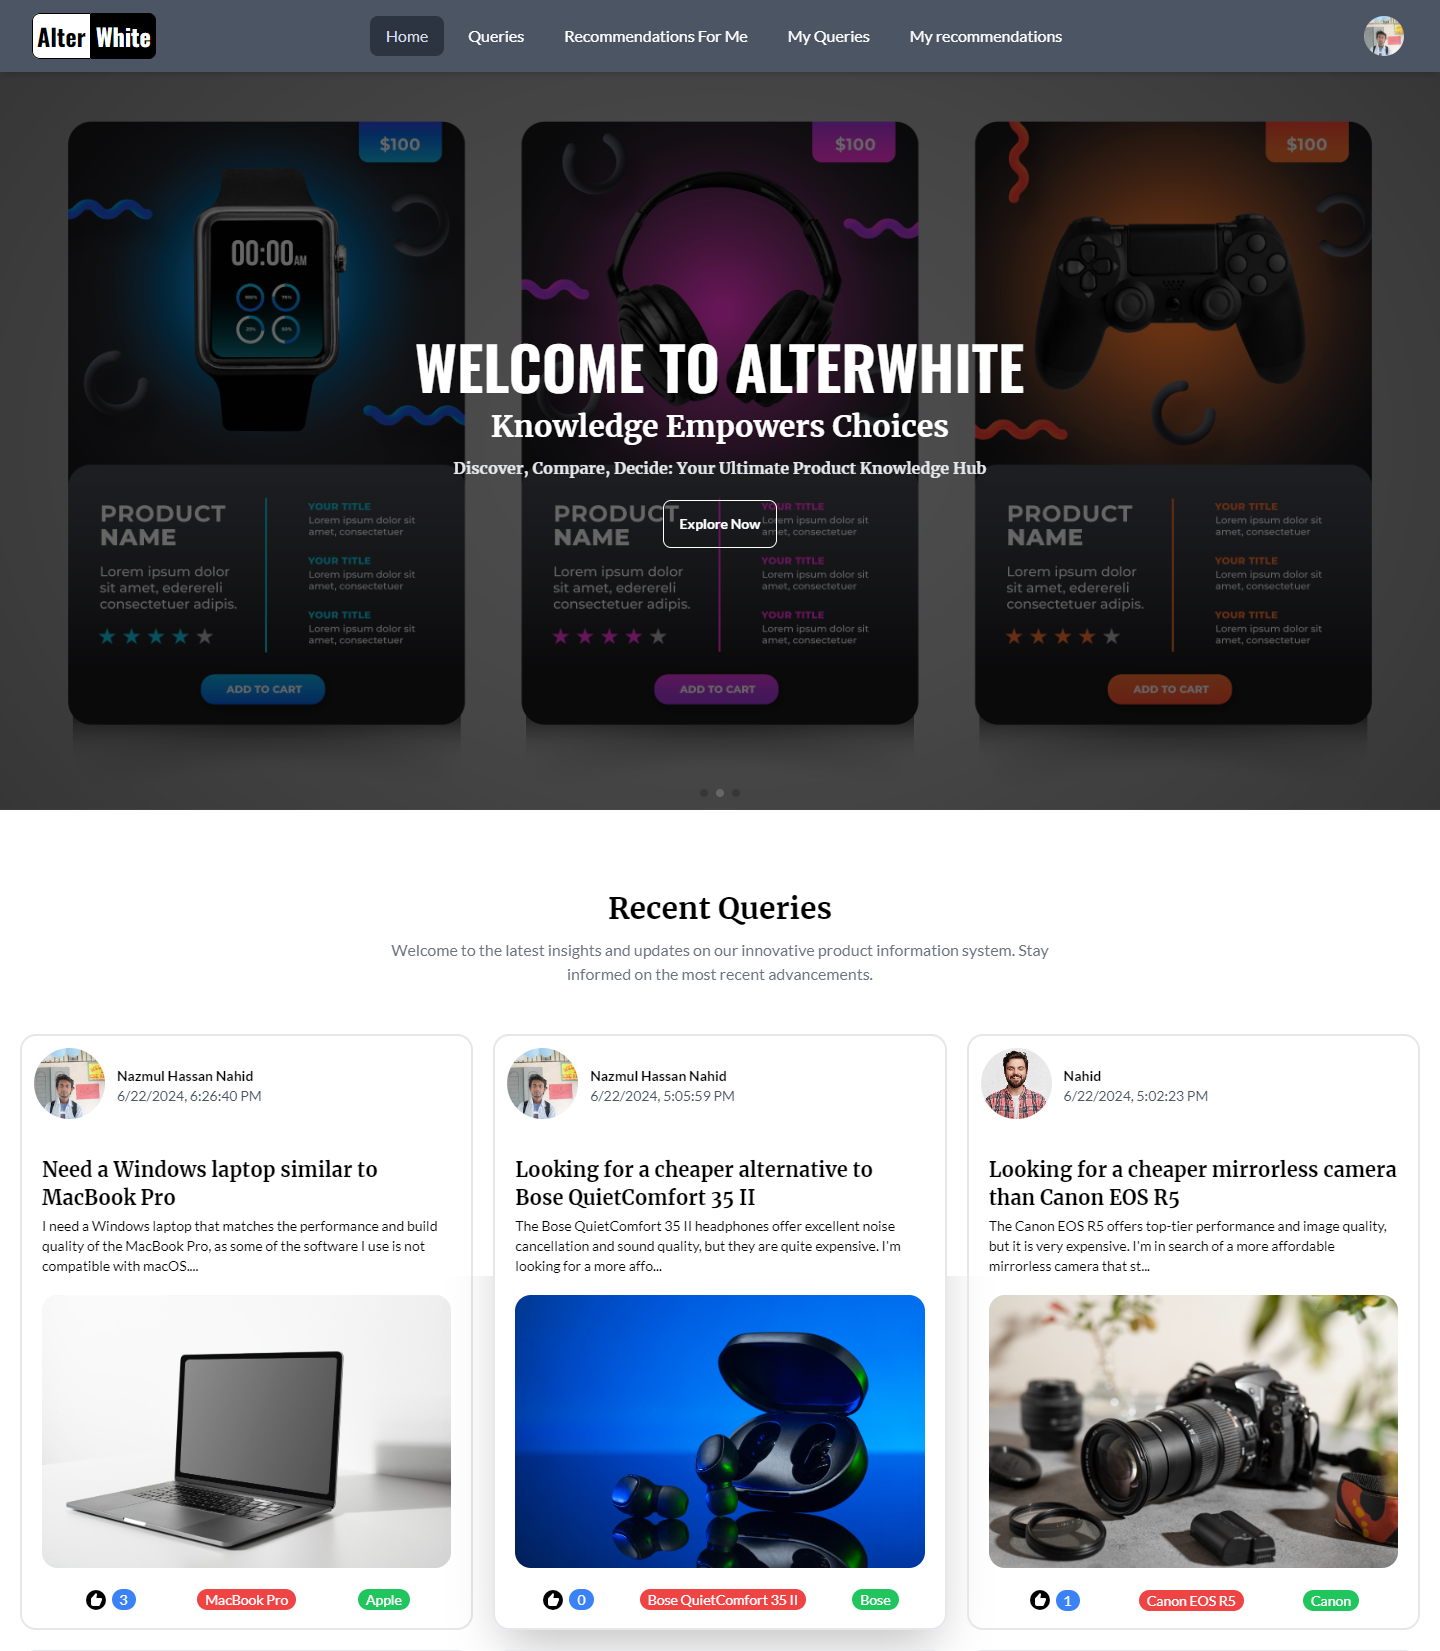 Alter White
Home
Queries
Recommendations For Me
My Queries
My recommendations
$100
$100
$100
00:00AM
WELCOME TO ALTERWHITE
Knowledge Empowers Choices
Discover, Compare, Decide: Your Ultimate Product Knowledge Hub
Explore Now
PRODUCT
NAME
Lorem ipsum dolor
sit amet, ederereli
consectetuer adipis.
YOUR TITLE
Lorem ipsum dolor sit
amet, consectetuer
YOUR TITLE
Lorem ipsum dolor sit
amet, consectetuer
YOUR TITLE
Lorem ipsum dolor sit
amet, consectetuer
ADD TO CART
PRODUCT
NAME
Lorem ipsum dolor
sit amet, ederereli
consectetuer adipis.
YOUR TITLE
Lorem ipsum dolor sit
amet, consectetuer
YOUR TITLE
Lorem ipsum dolor sit
amet, consectetuer
YOUR TITLE
Lorem ipsum dolor sit
amet, consectetuer
ADD TO CART
PRODUCT
NAME
Lorem ipsum dolor
sit amet, ederereli
consectetuer adipis.
YOUR TITLE
Lorem ipsum dolor sit
amet, consectetuer
YOUR TITLE
Lorem ipsum dolor sit
amet, consectetuer
YOUR TITLE
Lorem ipsum dolor sit
amet, consectetuer
ADD TO CART
Recent Queries
Welcome to the latest insights and updates on our innovative product information system. Stay
informed on the most recent advancements.
Nazmul Hassan Nahid
6/22/2024, 6:26:40 PM
Need a Windows laptop similar to
MacBook Pro
I need a Windows laptop that matches the performance and build
quality of the MacBook Pro, as some of the software I use is not
compatible with macOS....
3
MacBook Pro
Apple
Nazmul Hassan Nahid
6/22/2024, 5:05:59 PM
Looking for a cheaper alternative to
Bose QuietComfort 35 II
The Bose QuietComfort 35 II headphones offer excellent noise
cancellation and sound quality, but they are quite expensive. I'm
looking for a more affo...
0
Bose QuietComfort 35 II
Bose
Nahid
6/22/2024, 5:02:23 PM
Looking for a cheaper mirrorless camera
than Canon EOS R5
The Canon EOS R5 offers top-tier performance and image quality,
but it is very expensive. I'm in search of a more affordable
mirrorless camera that st...
1
Canon EOS R5
Canon